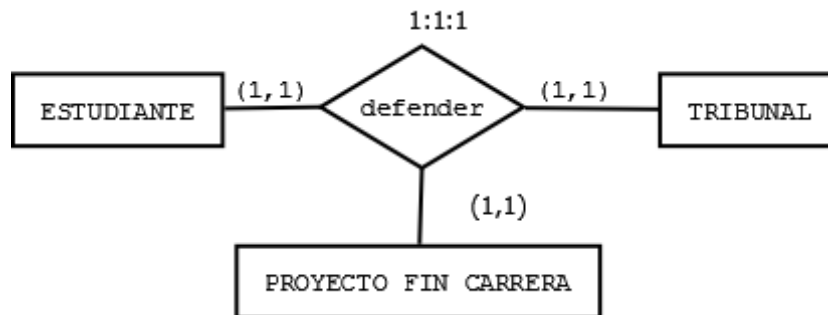 1:1:1
ESTUDIANTE (1,1) defender (1,1) TRIBUNAL
(1,1)
PROYECTO FIN CARRERA